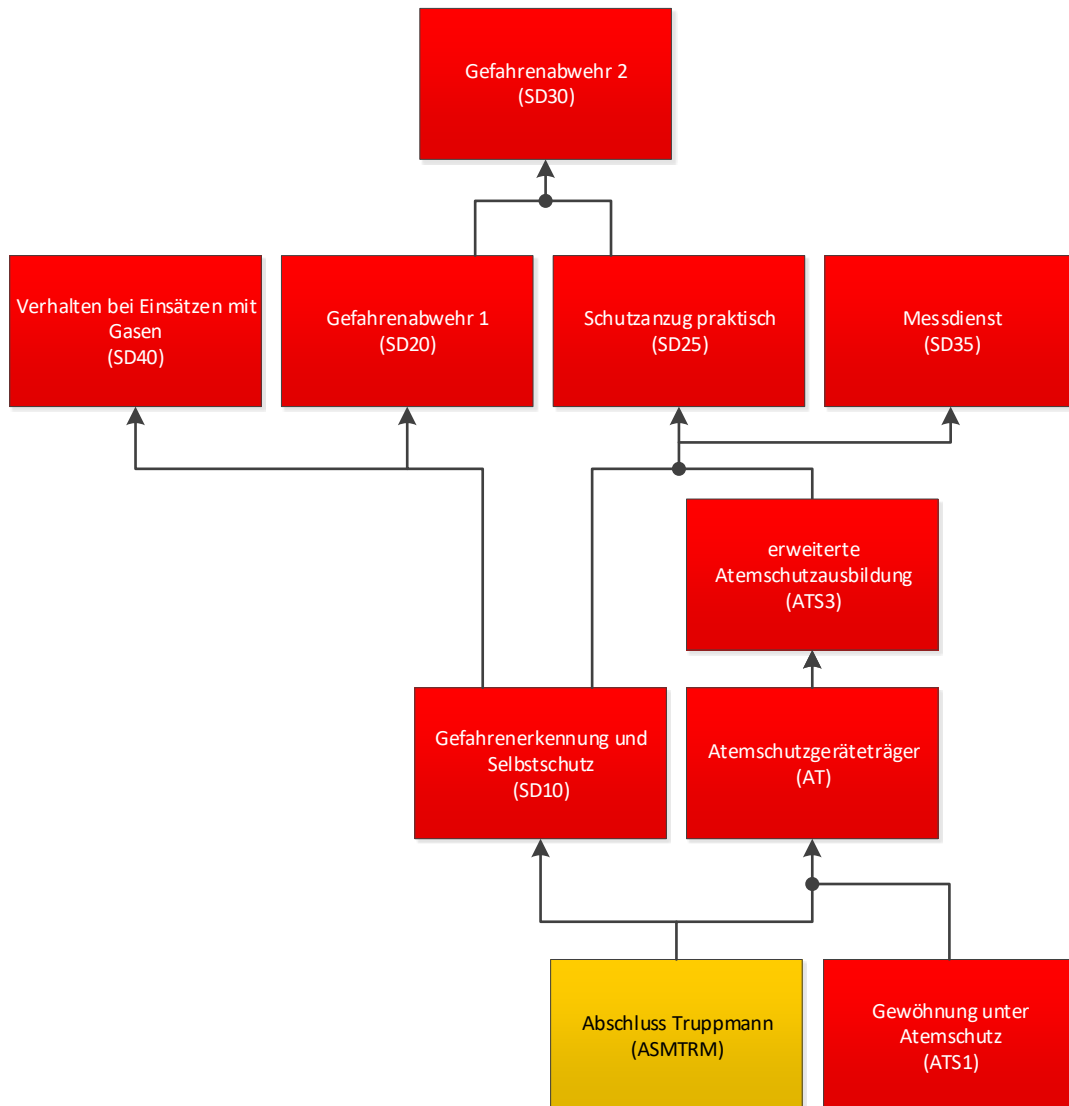 Gefahrenabwehr 2
(SD30)
Verhalten bei Einsätzen mit
Gasen
(SD40)
Gefahrenabwehr 1
(SD20)
Schutzanzug praktisch
(SD25)
Messdienst
(SD35)
erweiterte
Atemschutzausbildung
(ATS3)
Gefahrenerkennung und
Selbstschutz
(SD10)
Atemschutzgeräteträger
(AT)
Abschluss Truppmann
(ASMTRM)
Gewöhnung unter
Atemschutz
(ATS1)